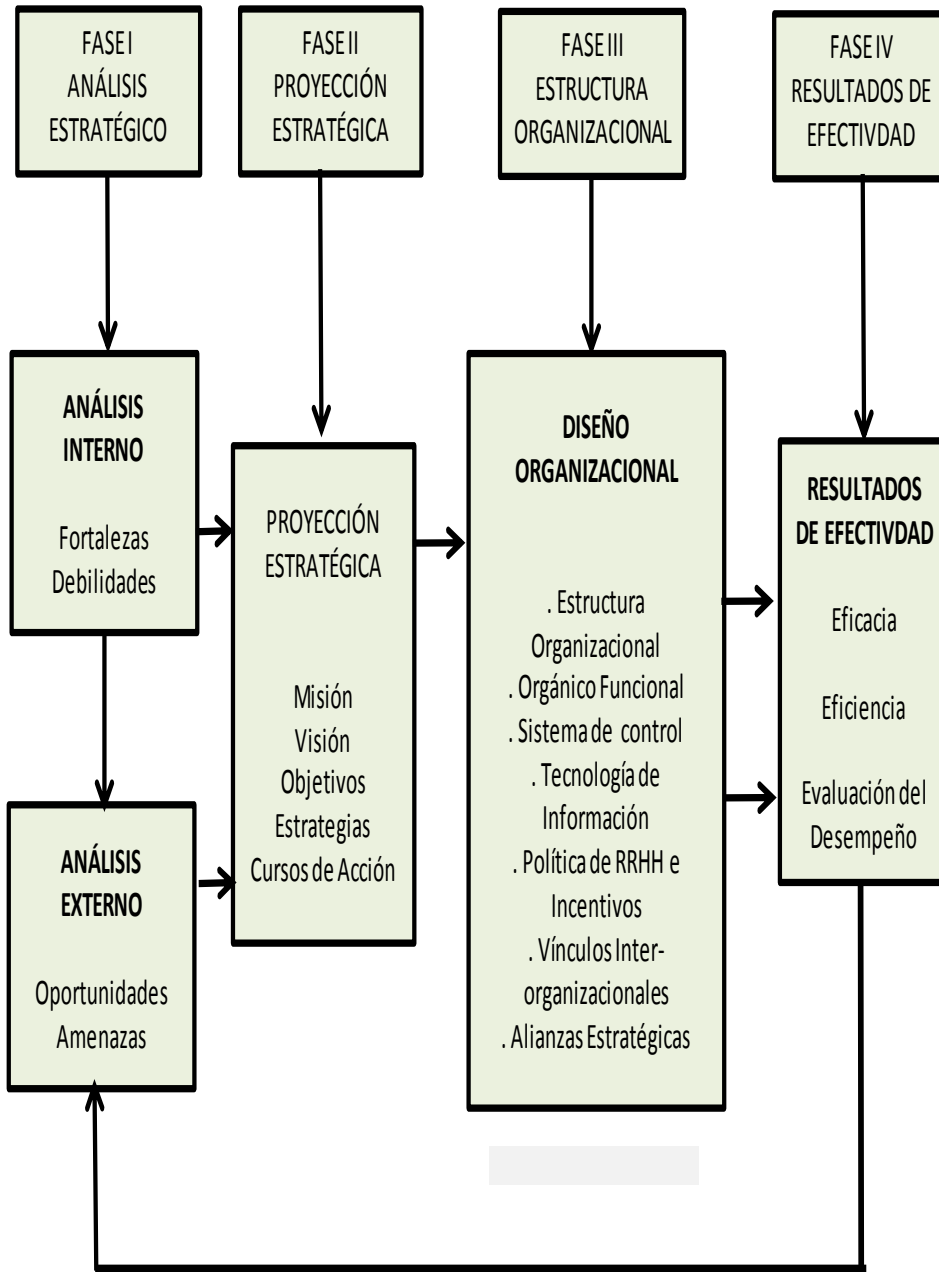 FASE I
ANÁLISIS
ESTRATÉGICO
FASE II
PROYECCIÓN
ESTRATÉGICA
FASE III
ESTRUCTURA
ORGANIZACIONAL
FASE IV
RESULTADOS DE
EFECTIVDAD
ANÁLISIS
INTERNO
Fortalezas
Debilidades
ANÁLISIS
EXTERNO
Oportunidades
Amenazas
PROYECCIÓN
ESTRATÉGICA
Misión
Visión
Objetivos
Estrategias
Cursos de Acción
DISEÑO
ORGANIZACIONAL
. Estructura
Organizacional
. Orgánico Funcional
. Sistema de control
. Tecnología de
Información
. Política de RRHH e
Incentivos
. Vínculos Inter-
organizacionales
. Alianzas Estratégicas
RESULTADOS
DE EFECTIVDAD
Eficacia
Eficiencia
Evaluación del
Desempeño